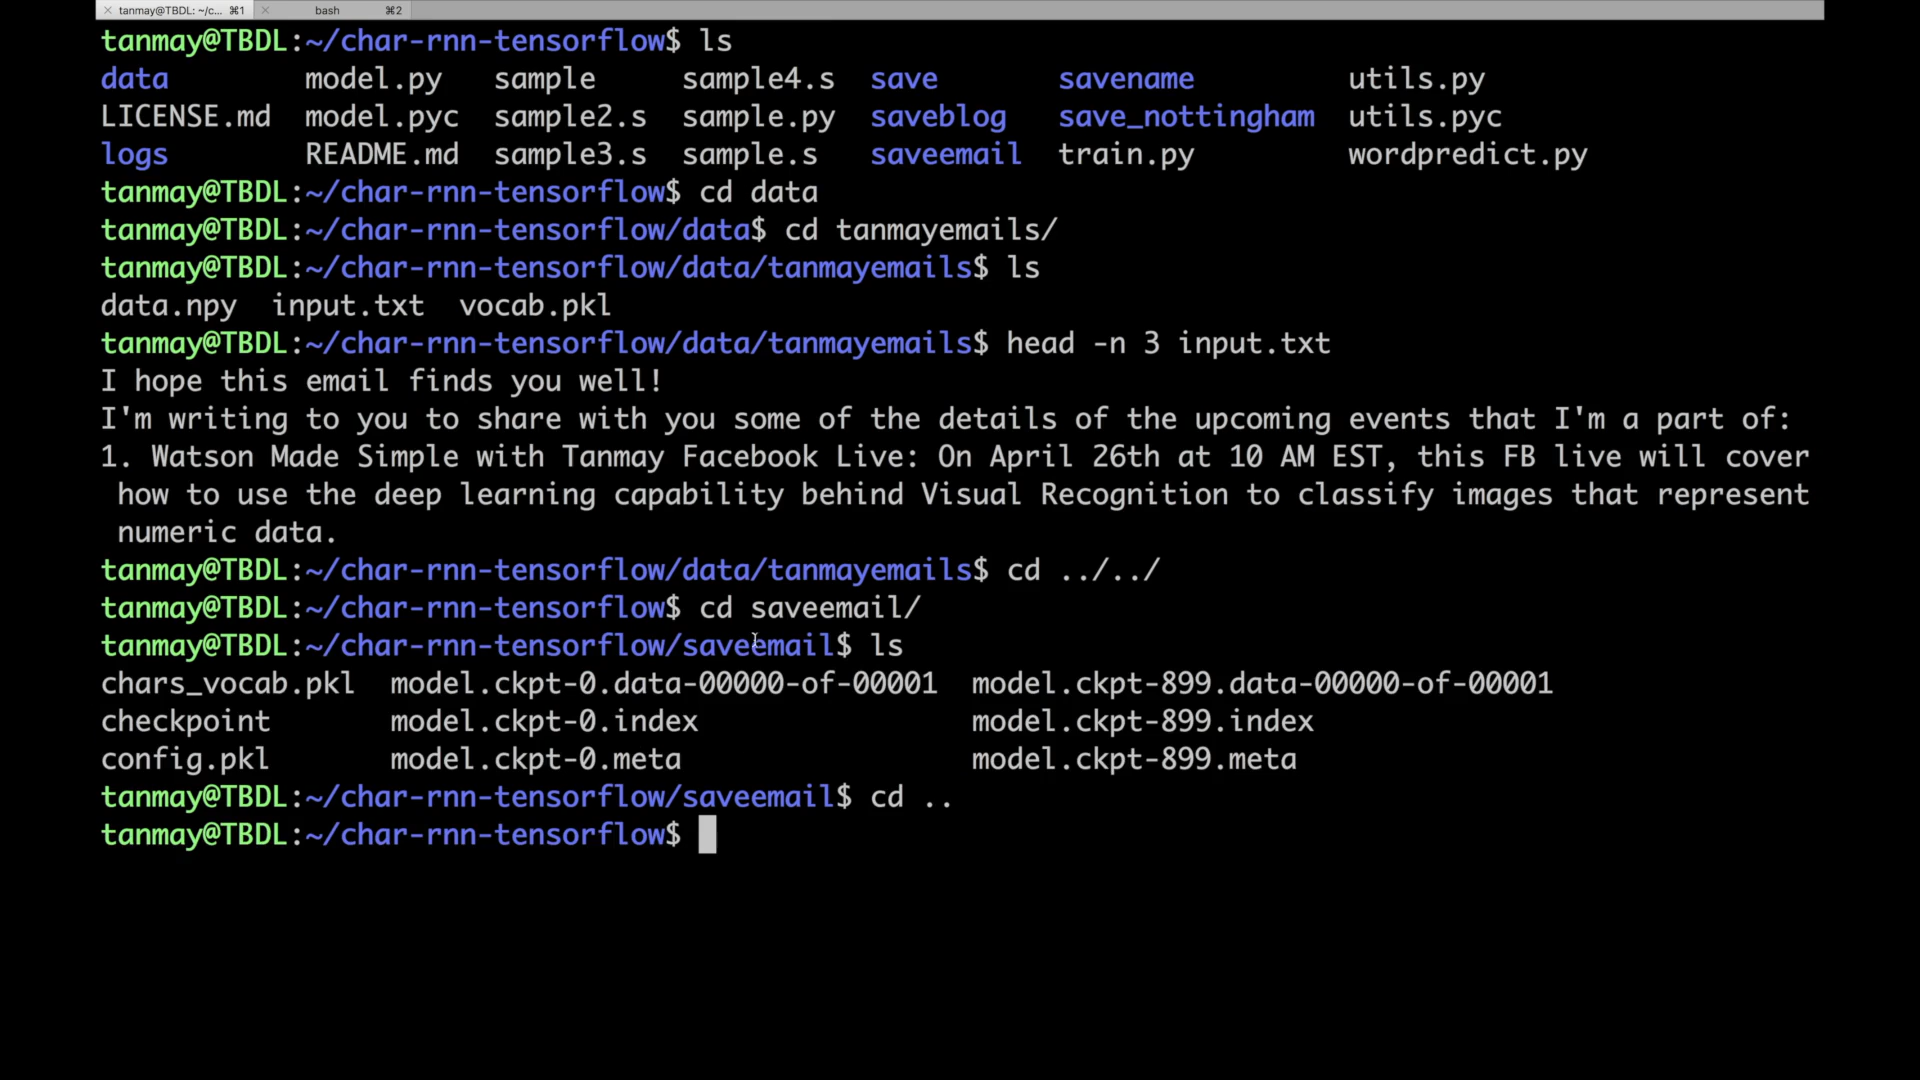 tanmay@TBDL: ~/c... ⌘1 bash ⌘2
tanmay@TBDL:~/char-rnn-tensorflow$ ls
data model.py sample sample4.s save savename utils.py
LICENSE.md model.pyc sample2.s sample.py saveblog save_nottingham utils.pyc
logs README.md sample3.s sample.s saveemail train.py wordpredict.py
tanmay@TBDL:~/char-rnn-tensorflow$ cd data
tanmay@TBDL:~/char-rnn-tensorflow/data$ cd tanmayemails/
tanmay@TBDL:~/char-rnn-tensorflow/data/tanmayemails$ ls
data.npy input.txt vocab.pkl
tanmay@TBDL:~/char-rnn-tensorflow/data/tanmayemails$ head -n 3 input.txt
I hope this email finds you well!
I'm writing to you to share with you some of the details of the upcoming events that I'm a part of:
1. Watson Made Simple with Tanmay Facebook Live: On April 26th at 10 AM EST, this FB live will cover
how to use the deep learning capability behind Visual Recognition to classify images that represent
numeric data.
tanmay@TBDL:~/char-rnn-tensorflow/data/tanmayemails$ cd ../../
tanmay@TBDL:~/char-rnn-tensorflow$ cd saveemail/
tanmay@TBDL:~/char-rnn-tensorflow/saveemail$ ls
chars_vocab.pkl model.ckpt-0.data-00000-of-00001 model.ckpt-899.data-00000-of-00001
checkpoint model.ckpt-0.index model.ckpt-899.index
config.pkl model.ckpt-0.meta model.ckpt-899.meta
tanmay@TBDL:~/char-rnn-tensorflow/saveemail$ cd ..
tanmay@TBDL:~/char-rnn-tensorflow$